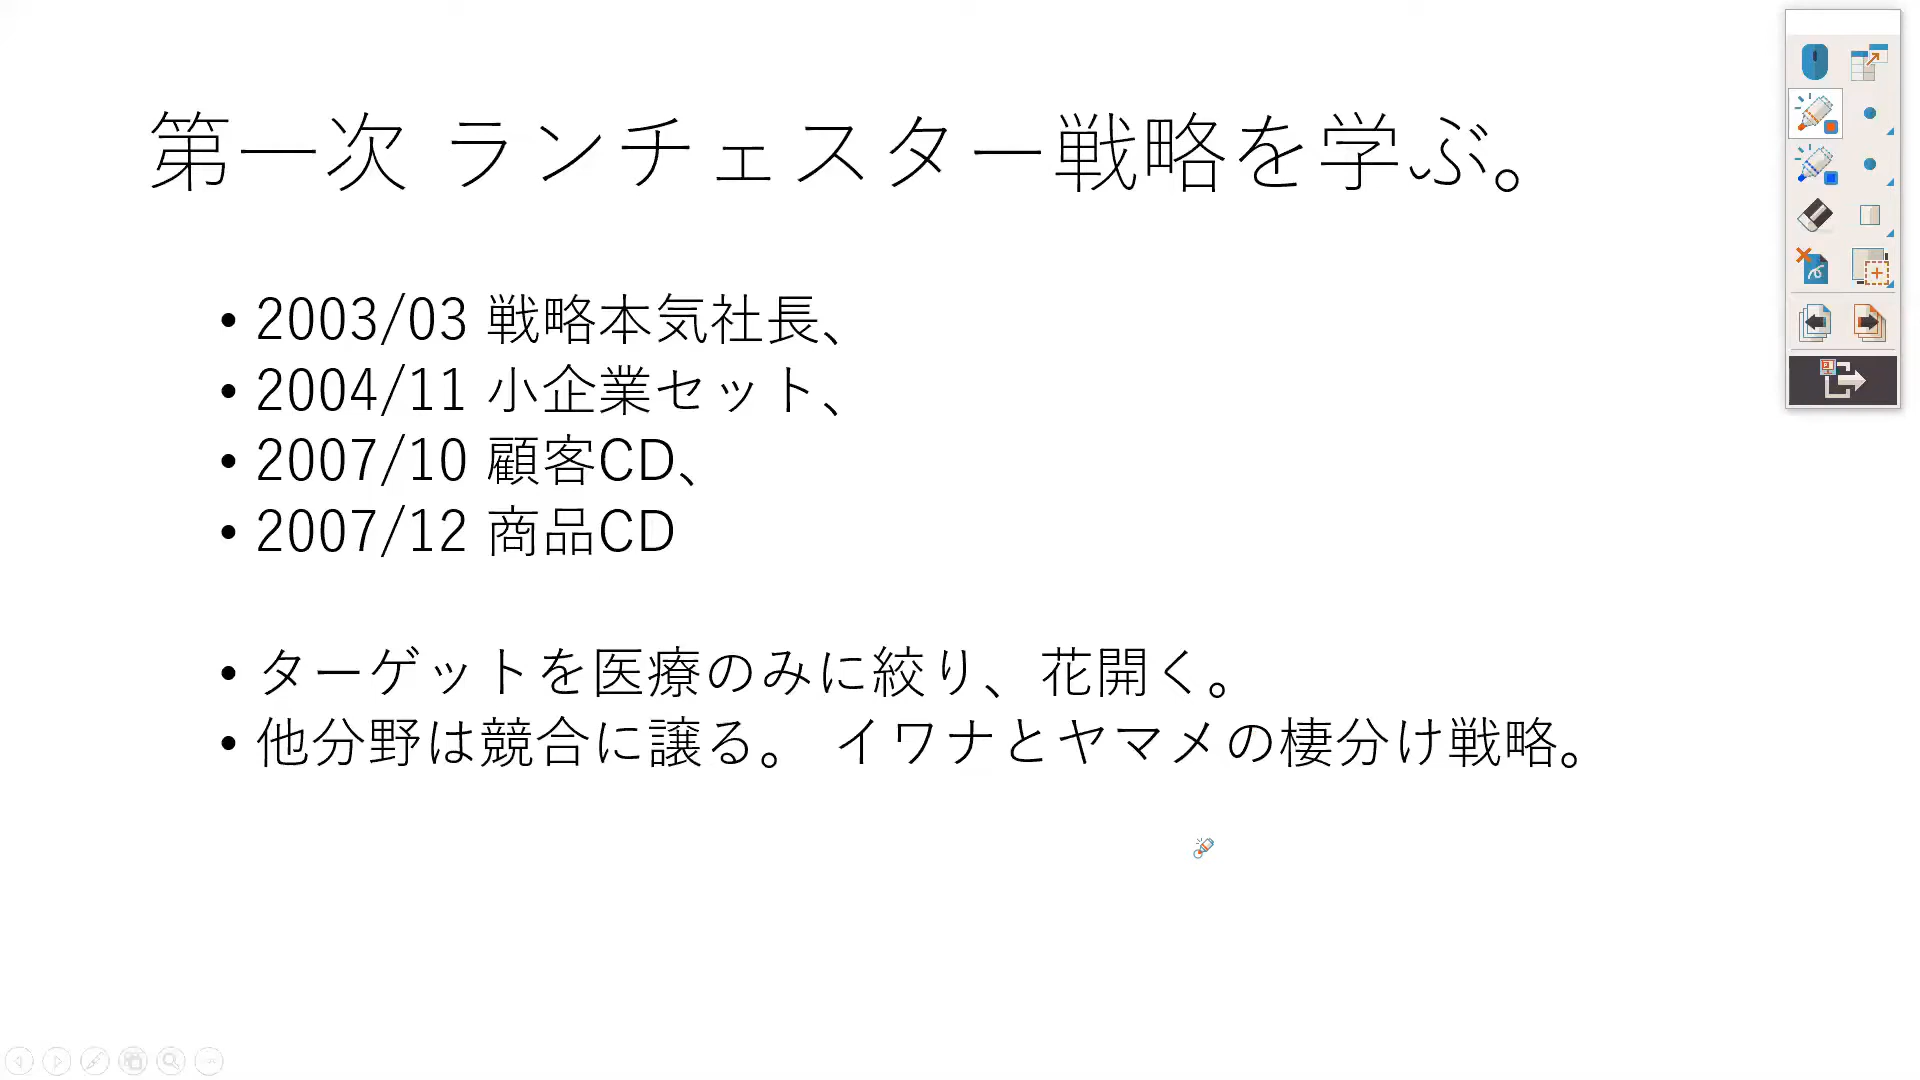 第一次 ランチェスター戦略を学ぶ。
• 2003/03 戦略本気社長、
• 2004/11 小企業セット、
• 2007/10 顧客CD、
• 2007/12 商品CD
• ターゲットを医療のみに絞り、花開く。
• 他分野は競合に譲る。 イワナとヤマメの棲分け戦略。